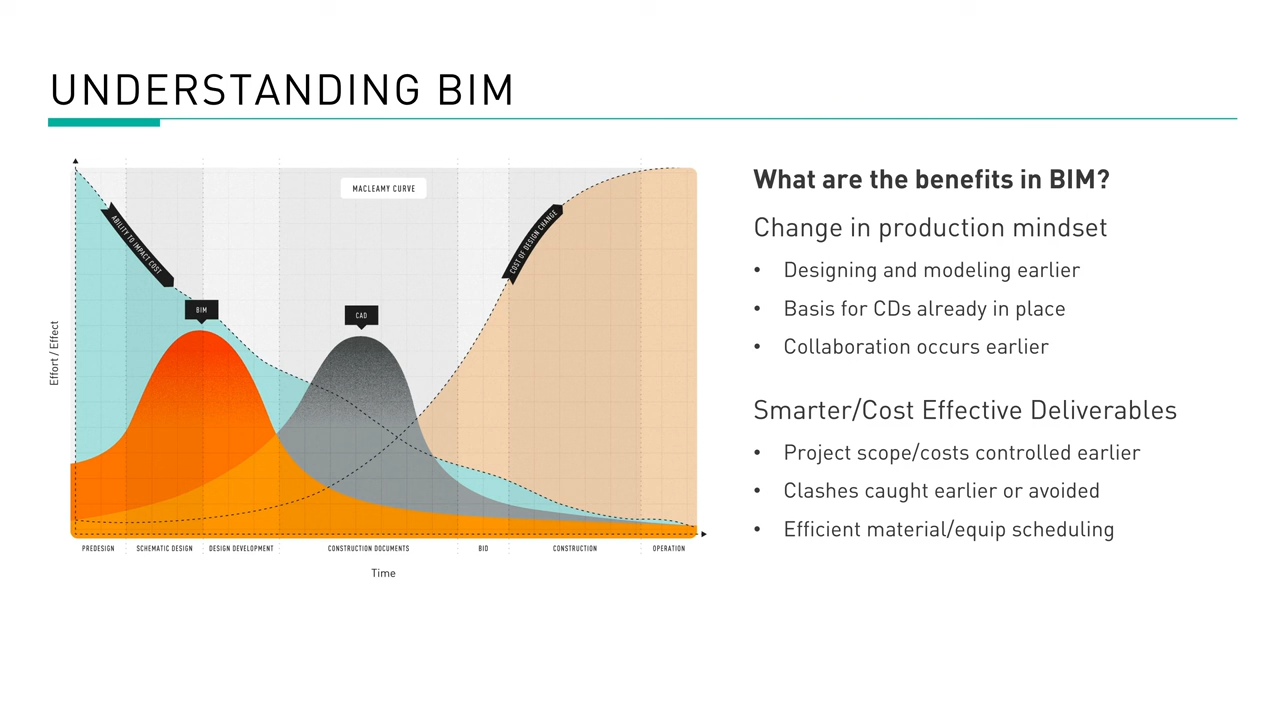 UNDERSTANDING BIM
MACLEAMY CURVE
ABILITY TO IMPACT COST
COST OF DESIGN CHANGE
BIM
CAD
Effort / Effect
PREDESIGN
SCHEMATIC DESIGN
DESIGN DEVELOPMENT
CONSTRUCTION DOCUMENTS
BID
CONSTRUCTION
OPERATION
Time
What are the benefits in BIM?
Change in production mindset
• Designing and modeling earlier
• Basis for CDs already in place
• Collaboration occurs earlier
Smarter/Cost Effective Deliverables
• Project scope/costs controlled earlier
• Clashes caught earlier or avoided
• Efficient material/equip scheduling